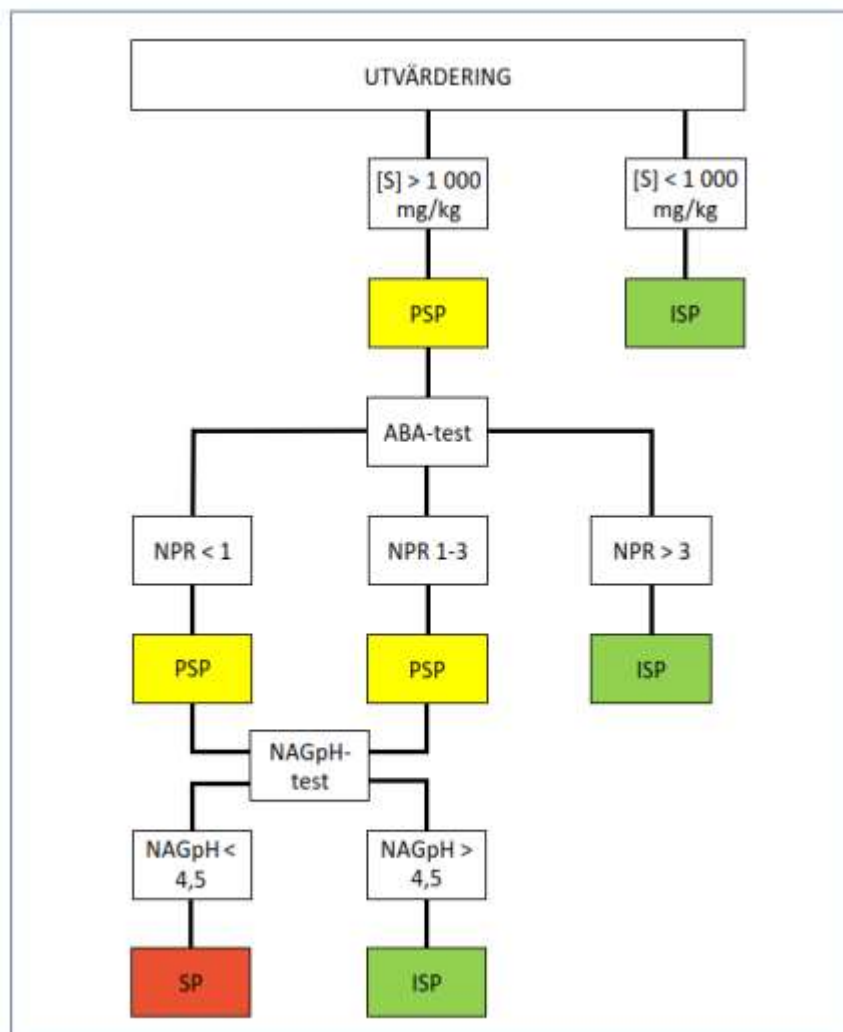 UTVÄRDERING
[S] > 1 000
mg/kg
[S] < 1 000
mg/kg
PSP
ISP
ABA-test
NPR < 1
NPR 1-3
NPR > 3
PSP
PSP
ISP
NAGpH-
test
NAGpH <
4,5
NAGpH >
4,5
SP
ISP